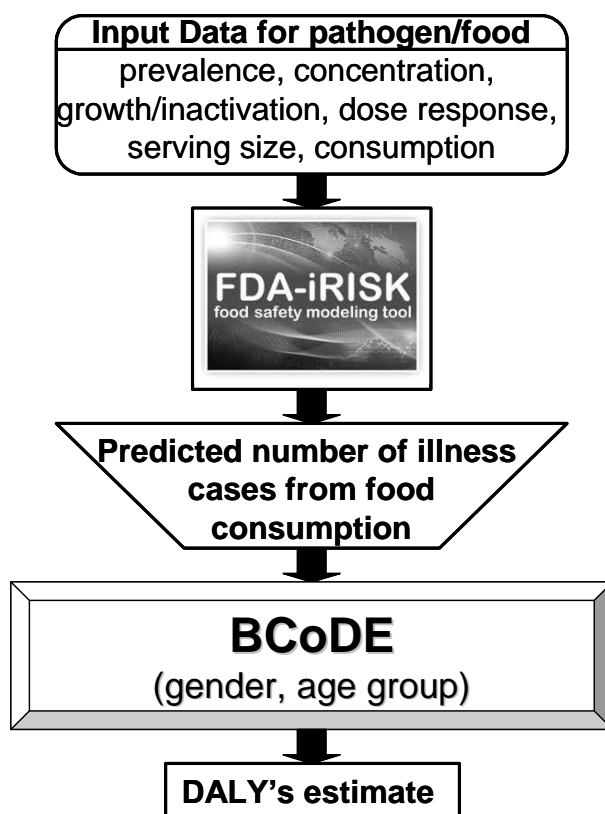 Input Data for pathogen/food
prevalence, concentration,
growth/inactivation, dose response,
serving size, consumption
FDA-iRISK
food safety modeling tool
Predicted number of illness
cases from food
consumption
BCoDE
(gender, age group)
DALY's estimate